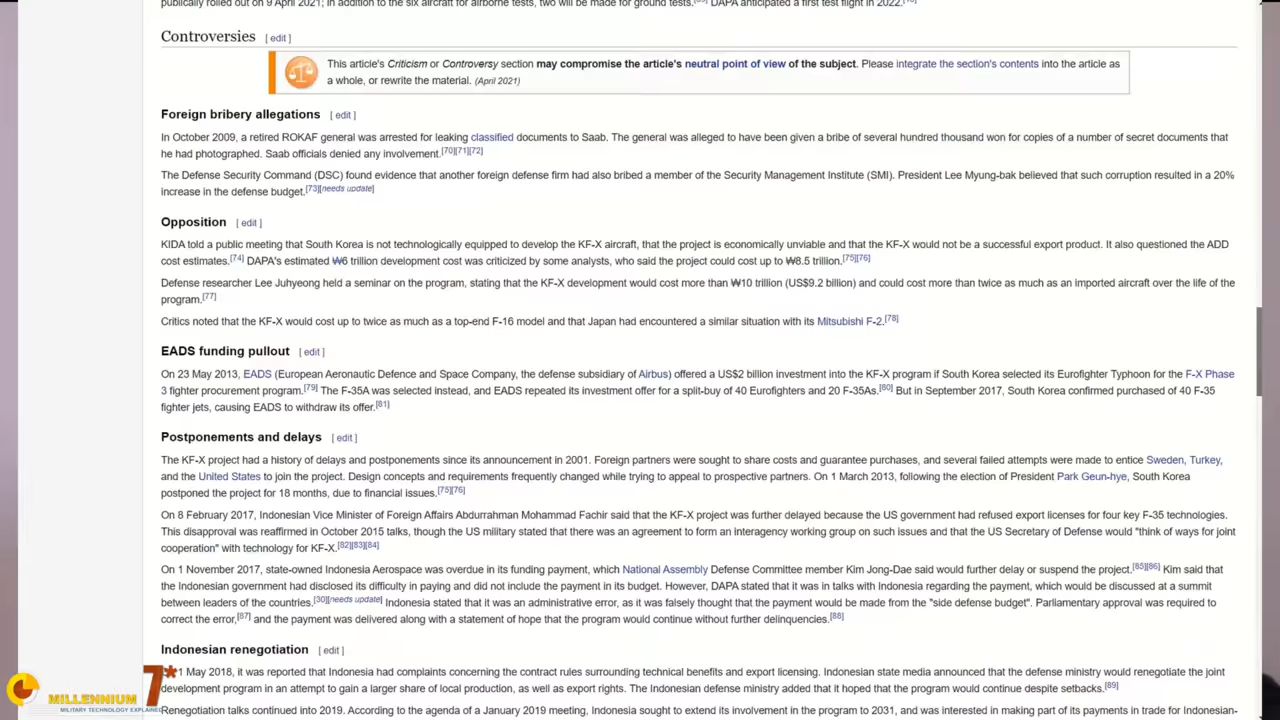 publically rolled out on 9 April 2021; in addition to the six aircraft for airborne tests, two will be made for ground tests. DAPA anticipated a first test flight in 2022.
Controversies [ edit ]
This article's Criticism or Controversy section may compromise the article's neutral point of view of the subject. Please integrate the section's contents into the article as
a whole, or rewrite the material. (April 2021)
Foreign bribery allegations [ edit ]
In October 2009, a retired ROKAF general was arrested for leaking classified documents to Saab. The general was alleged to have been given a bribe of several hundred thousand won for copies of a number of secret documents that
he had photographed. Saab officials denied any involvement.[70][71][72]
The Defense Security Command (DSC) found evidence that another foreign defense firm had also bribed a member of the Security Management Institute (SMI). President Lee Myung-bak believed that such corruption resulted in a 20%
increase in the defense budget.[73][needs update]
Opposition [ edit ]
KIDA told a public meeting that South Korea is not technologically equipped to develop the KF-X aircraft, that the project is economically unviable and that the KF-X would not be a successful export product. It also questioned the ADD
cost estimates.[74] DAPA's estimated ₩6 trillion development cost was criticized by some analysts, who said the project could cost up to ₩8.5 trillion.[75][76]
Defense researcher Lee Juhyeong held a seminar on the program, stating that the KF-X development would cost more than ₩10 trillion (US$9.2 billion) and could cost more than twice as much as an imported aircraft over the life of the
program.[77]
Critics noted that the KF-X would cost up to twice as much as a top-end F-16 model and that Japan had encountered a similar situation with its Mitsubishi F-2.[78]
EADS funding pullout [ edit ]
On 23 May 2013, EADS (European Aeronautic Defence and Space Company, the defense subsidiary of Airbus) offered a US$2 billion investment into the KF-X program if South Korea selected its Eurofighter Typhoon for the F-X Phase
3 fighter procurement program.[79] The F-35A was selected instead, and EADS repeated its investment offer for a split-buy of 40 Eurofighters and 20 F-35As.[80] But in September 2017, South Korea confirmed purchased of 40 F-35
fighter jets, causing EADS to withdraw its offer.[81]
Postponements and delays [ edit ]
The KF-X project had a history of delays and postponements since its announcement in 2001. Foreign partners were sought to share costs and guarantee purchases, and several failed attempts were made to entice Sweden, Turkey,
and the United States to join the project. Design concepts and requirements frequently changed while trying to appeal to prospective partners. On 1 March 2013, following the election of President Park Geun-hye, South Korea
postponed the project for 18 months, due to financial issues.[75][76]
On 8 February 2017, Indonesian Vice Minister of Foreign Affairs Abdurrahman Mohammad Fachir said that the KF-X project was further delayed because the US government had refused export licenses for four key F-35 technologies.
This disapproval was reaffirmed in October 2015 talks, though the US military stated that there was an agreement to form an interagency working group on such issues and that the US Secretary of Defense would "think of ways for joint
cooperation" with technology for KF-X.[82][83][84]
On 1 November 2017, state-owned Indonesia Aerospace was overdue in its funding payment, which National Assembly Defense Committee member Kim Jong-Dae said would further delay or suspend the project.[85][86] Kim said that
the Indonesian government had disclosed its difficulty in paying and did not include the payment in its budget. However, DAPA stated that it was in talks with Indonesia regarding the payment, which would be discussed at a summit
between leaders of the countries.[30][needs update] Indonesia stated that it was an administrative error, as it was falsely thought that the payment would be made from the "side defense budget". Parliamentary approval was required to
correct the error,[87] and the payment was delivered along with a statement of hope that the program would continue without further delinquencies.[88]
Indonesian renegotiation [ edit ]
1 May 2018, it was reported that Indonesia had complaints concerning the contract rules surrounding technical benefits and export licensing. Indonesian state media announced that the defense ministry would renegotiate the joint
development program in an attempt to gain a larger share of local production, as well as export rights. The Indonesian defense ministry added that it hoped that the program would continue despite setbacks.[89]
Renegotiation talks continued into 2019. According to the agenda of a January 2019 meeting, Indonesia sought to extend its involvement in the program to 2031, and was interested in making part of its payments in trade for Indonesian-
MILLENNIUM 7*
MILITARY TECHNOLOGY EXPLAINED